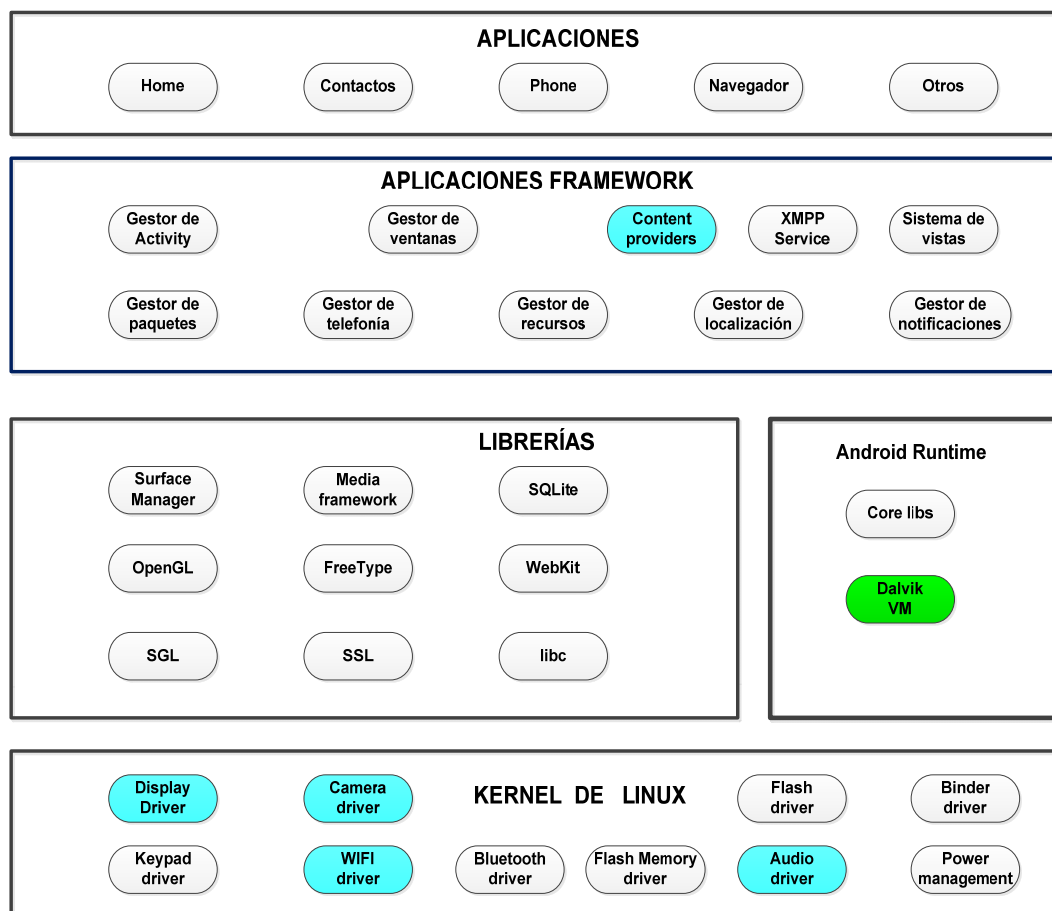 APLICACIONES
Home
Contactos
Phone
Navegador
Otros
APLICACIONES FRAMEWORK
Gestor de
Activity
Gestor de
ventanas
Content
providers
XMPP
Service
Sistema de
vistas
Gestor de
paquetes
Gestor de
telefonía
Gestor de
recursos
Gestor de
localización
Gestor de
notificaciones
LIBRERÍAS
Surface
Manager
Media
framework
SQLite
OpenGL
FreeType
WebKit
SGL
SSL
libc
Android Runtime
Core libs
Dalvik
VM
KERNEL DE LINUX
Display
Driver
Camera
driver
Flash
driver
Binder
driver
Keypad
driver
WIFI
driver
Bluetooth
driver
Flash Memory
driver
Audio
driver
Power
management